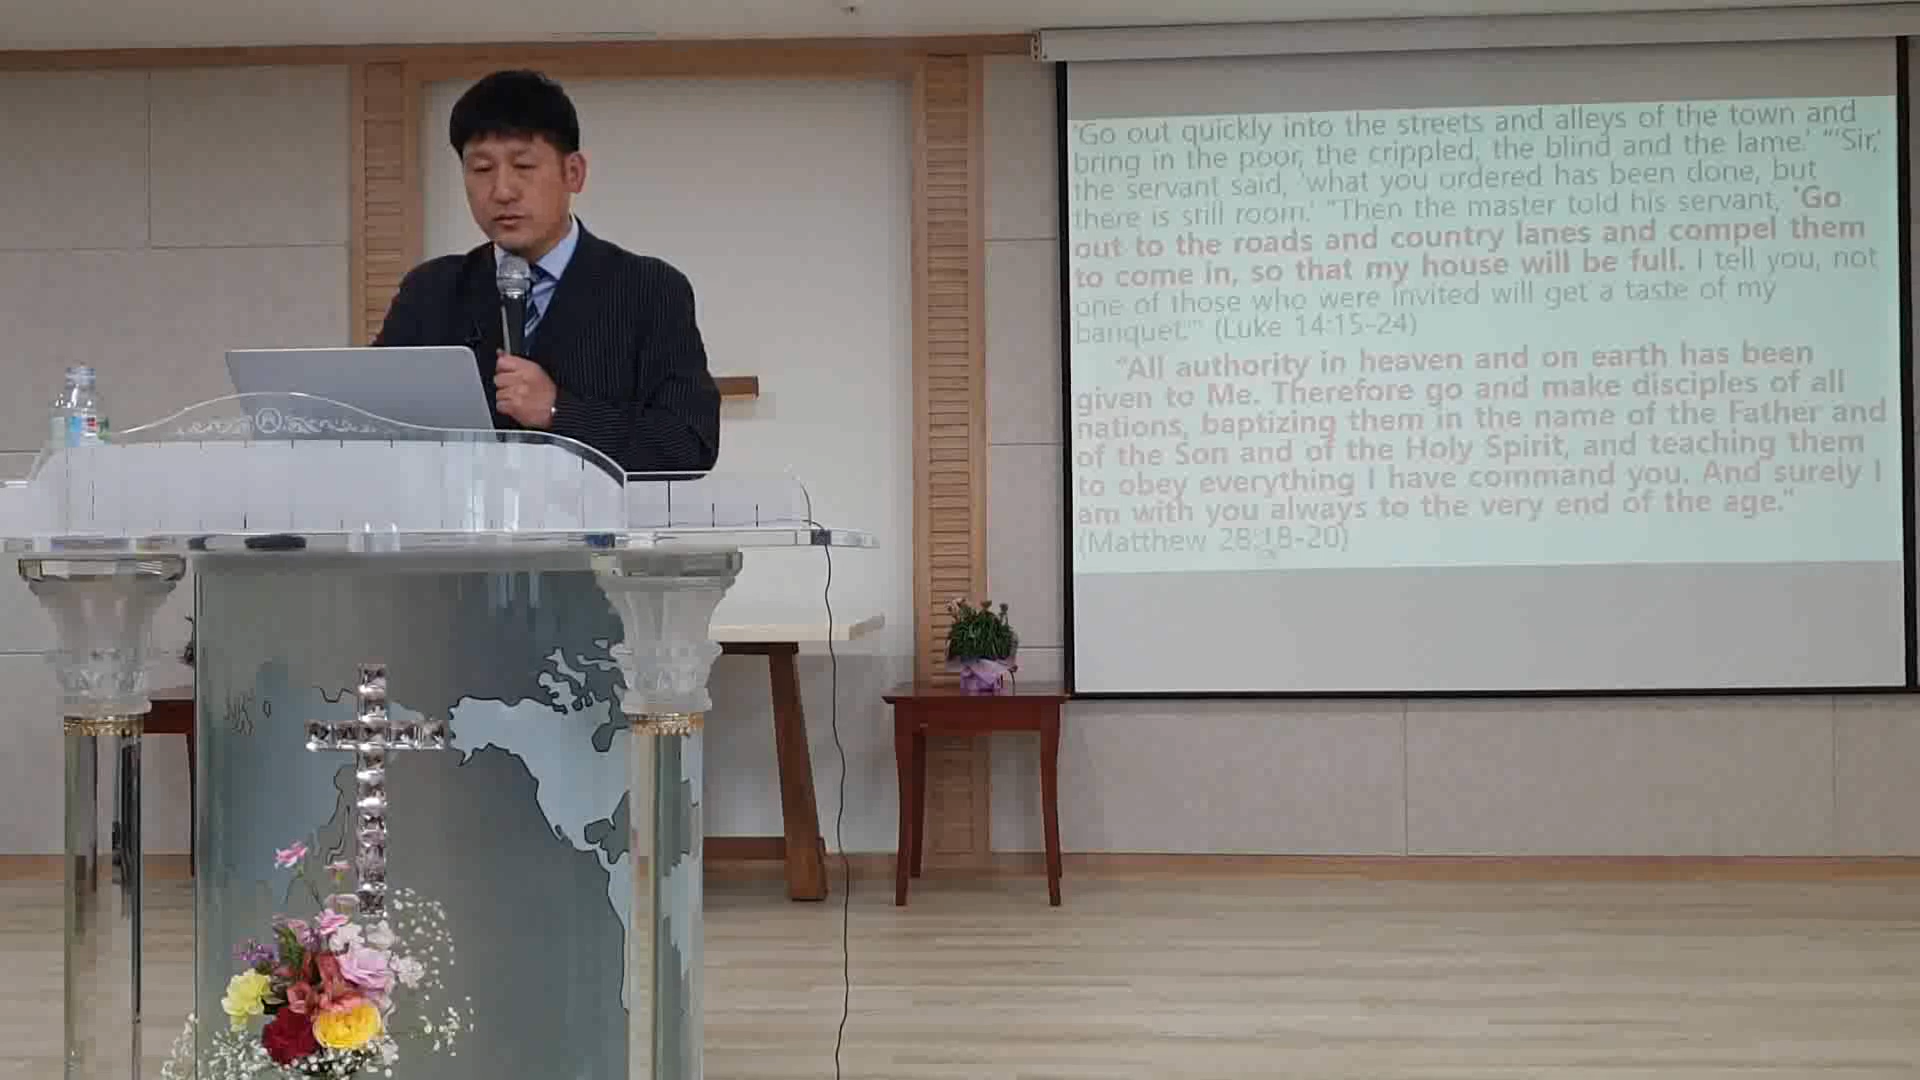 'Go out quickly into the streets and alleys of the town and
bring in the poor, the crippled, the blind and the lame.' "'Sir,'
the servant said, 'what you ordered has been done, but
there is still room.' "Then the master told his servant, 'Go
out to the roads and country lanes and compel them
to come in, so that my house will be full. I tell you, not
one of those who were invited will get a taste of my
banquet.'" (Luke 14:15-24)
"All authority in heaven and on earth has been
given to Me. Therefore go and make disciples of all
nations, baptizing them in the name of the Father and
of the Son and of the Holy Spirit, and teaching them
to obey everything I have command you. And surely I
am with you always to the very end of the age."
(Matthew 28:18-20)